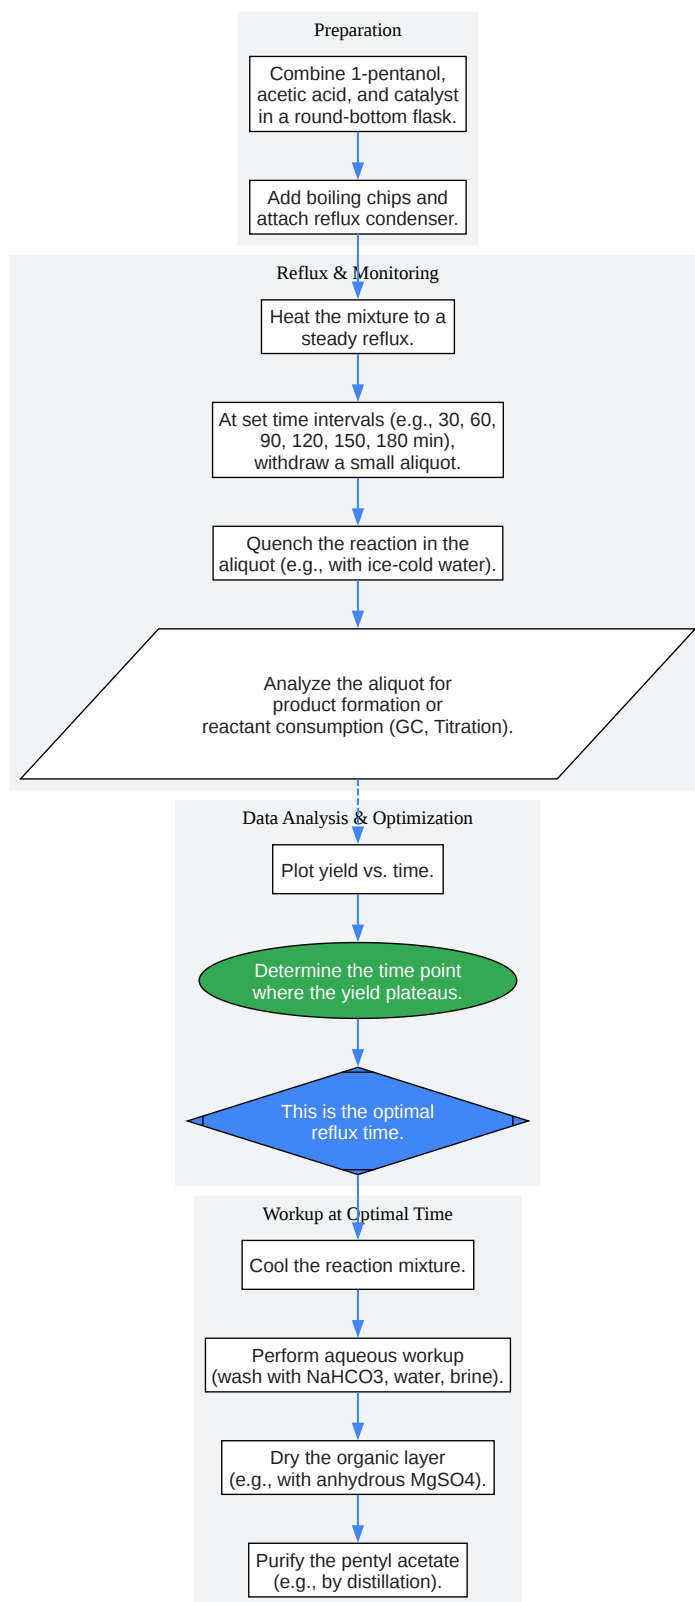 Preparation
Combine 1-pentanol,
acetic acid, and catalyst
in a round-bottom flask.
Add boiling chips and
attach reflux condenser.
Reflux & Monitoring
Heat the mixture to a
steady reflux.
At set time intervals (e.g., 30, 60,
90, 120, 150, 180 min),
withdraw a small aliquot.
Quench the reaction in the
aliquot (e.g., with ice-cold water).
Analyze the aliquot for
product formation or
reactant consumption (GC, Titration).
Data Analysis & Optimization
Plot yield vs. time.
Determine the time point
where the yield plateaus.
This is the optimal
reflux time.
Workup at Optimal Time
Cool the reaction mixture.
Perform aqueous workup
(wash with NaHCO3, water, brine).
Dry the organic layer
(e.g., with anhydrous MgSO4).
Purify the pentyl acetate
(e.g., by distillation).